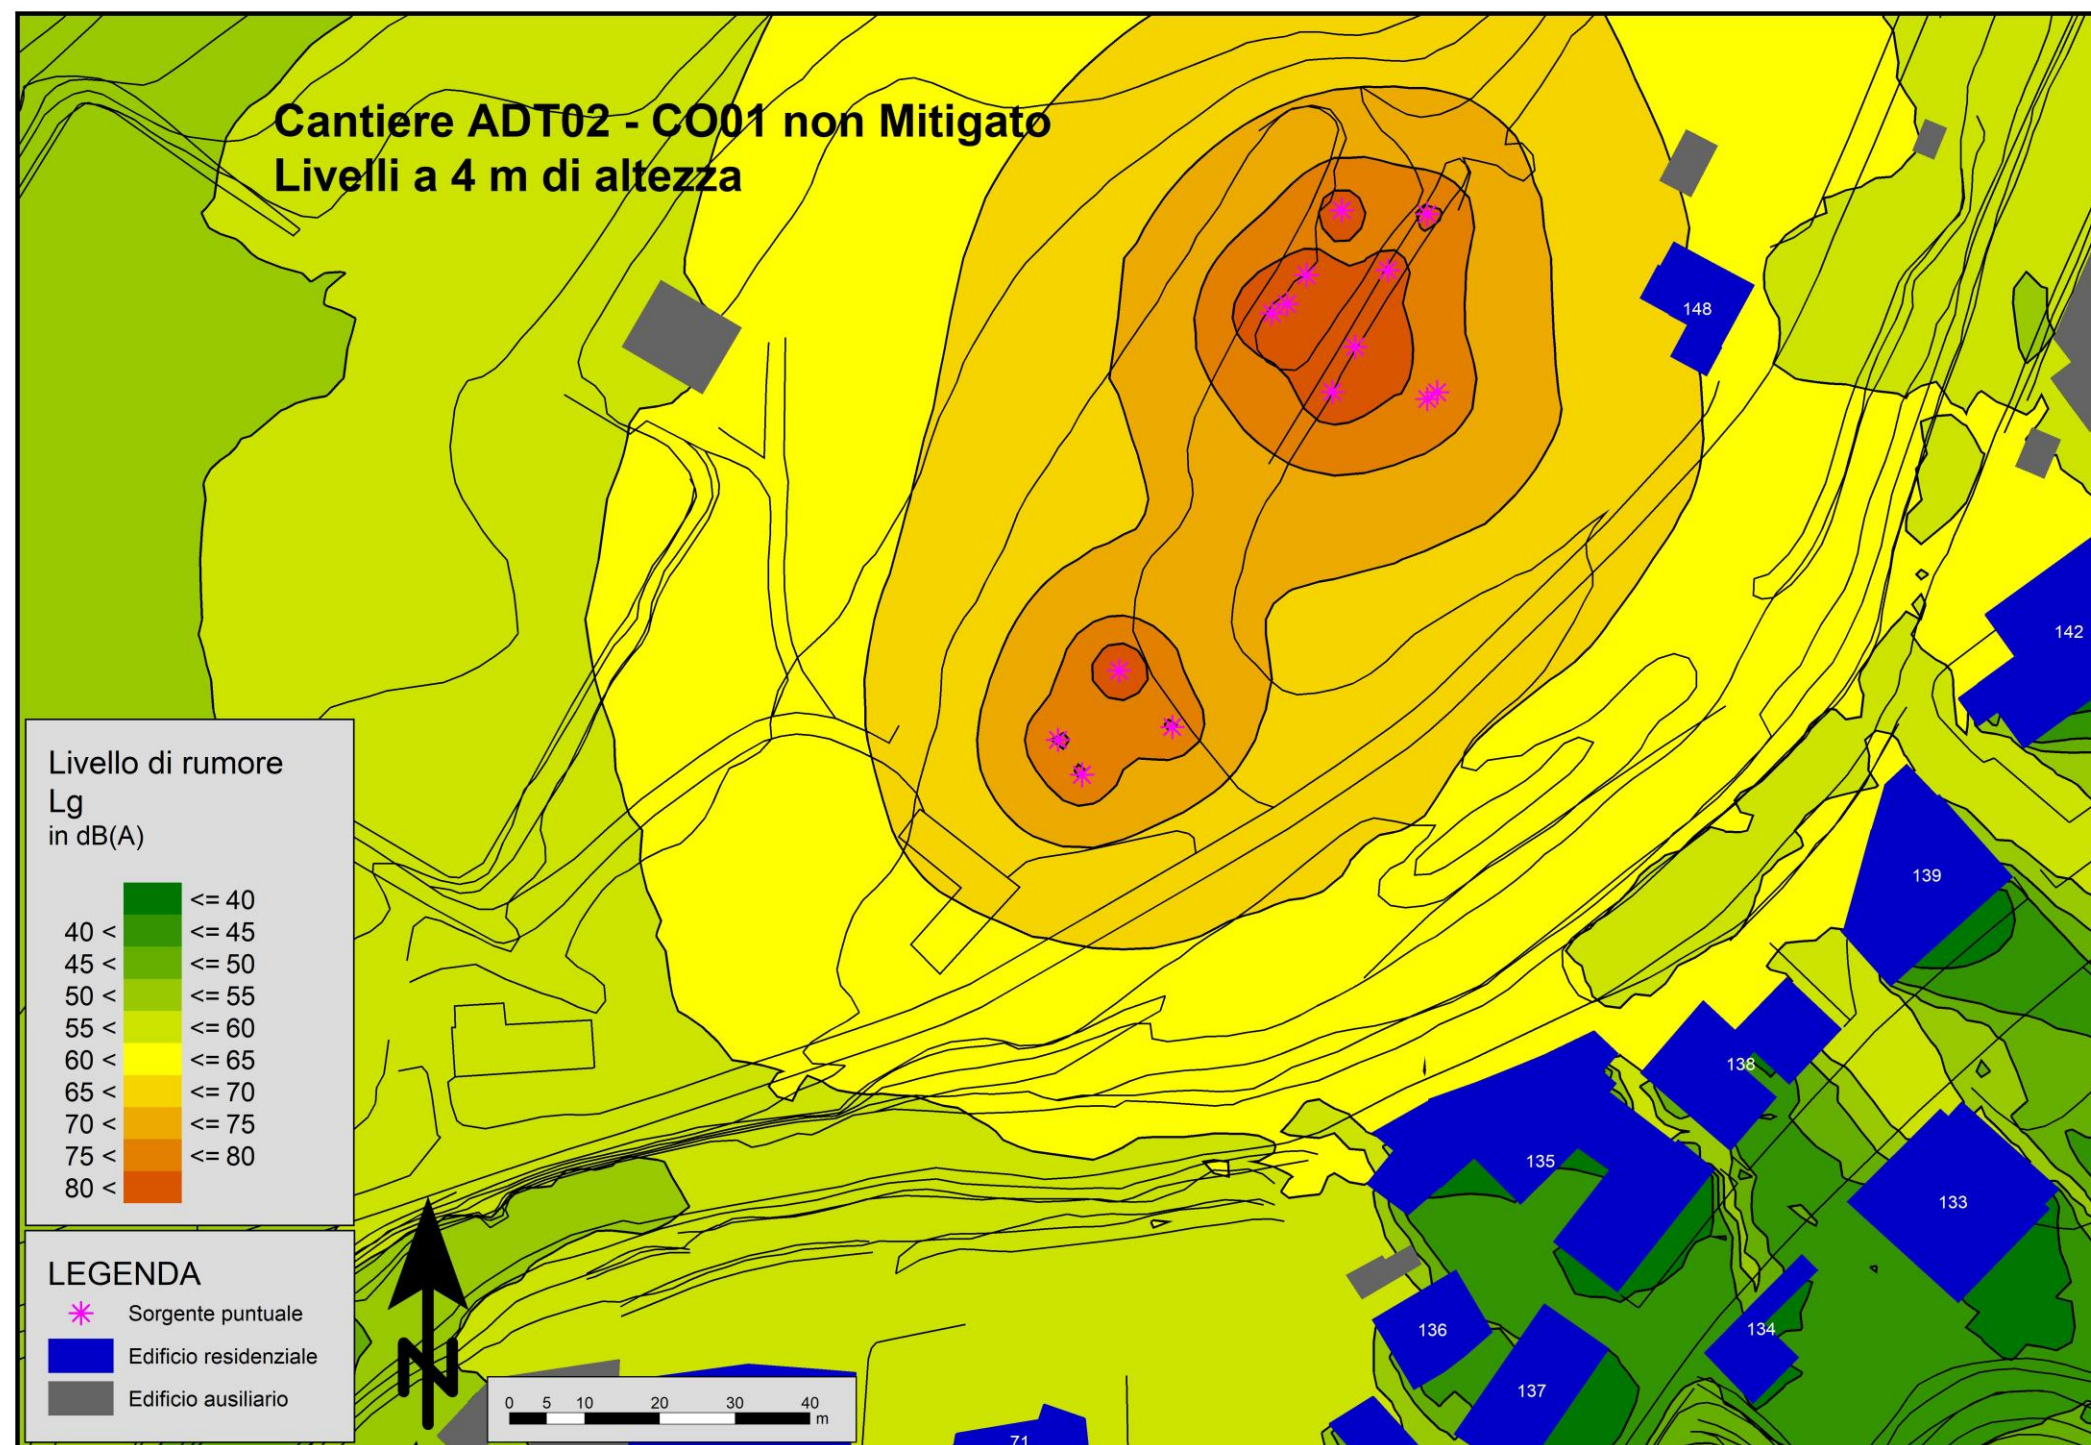 Cantiere ADT02 - CO01 non Mitigato
Livelli a 4 m di altezza
148
142
139
138
135
133
136
134
137
71
Livello di rumore
Lg
in dB(A)
<= 40
40 < <= 45
45 < <= 50
50 < <= 55
55 < <= 60
60 < <= 65
65 < <= 70
70 < <= 75
75 < <= 80
80 <
LEGENDA
Sorgente puntuale
Edificio residenziale
Edificio ausiliario
N
0 5 10 20 30 40
m